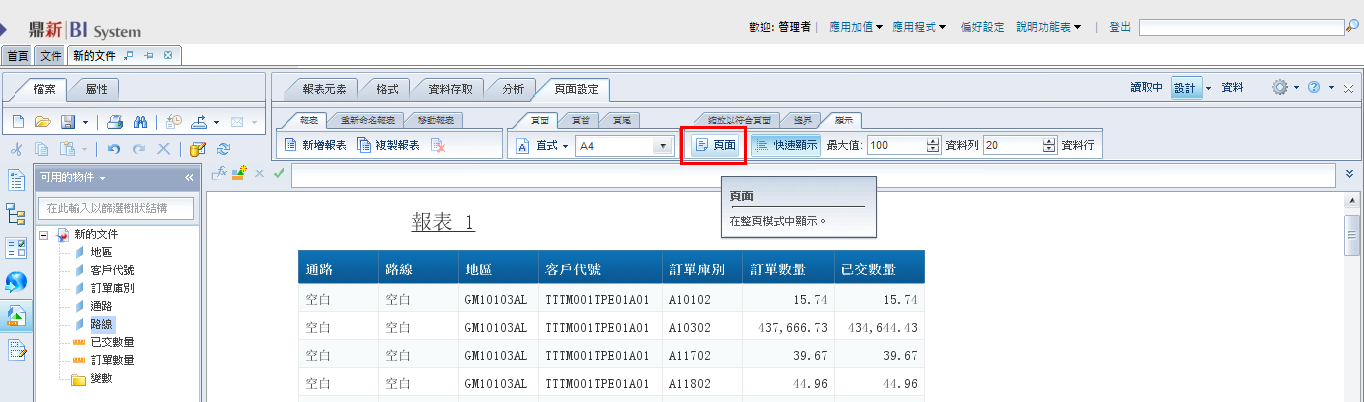 鼎新 BI System
歡迎: 管理者 | 應用加值 應用程式 偏好設定 說明功能表 | 登出
首頁 文件 新的文件
檔案 屬性 報表元素 格式 資料存取 分析 頁面設定 讀取中 設計 資料
報表 重新命名報表 移動報表 頁面 頁首 頁尾 縮放以符合頁面 邊界 顯示
新增報表 複製報表 直式 A4 頁面 快速顯示 最大值: 100 資料列 20 資料行
可用的物件
頁面
在整頁模式中顯示。
在此輸入以篩選樹狀結構
新的文件
地區
客戶代號
訂單庫別
通路
路線
已交數量
訂單數量
變數
報表 1
通路 路線 地區 客戶代號 訂單庫別 訂單數量 已交數量
空白 空白 GM10103AL TTTM001TPE01A01 A10102 15.74 15.74
空白 空白 GM10103AL TTTM001TPE01A01 A10302 437,666.73 434,644.43
空白 空白 GM10103AL TTTM001TPE01A01 A11702 39.67 39.67
空白 空白 GM10103AL TTTM001TPE01A01 A11802 44.96 44.96